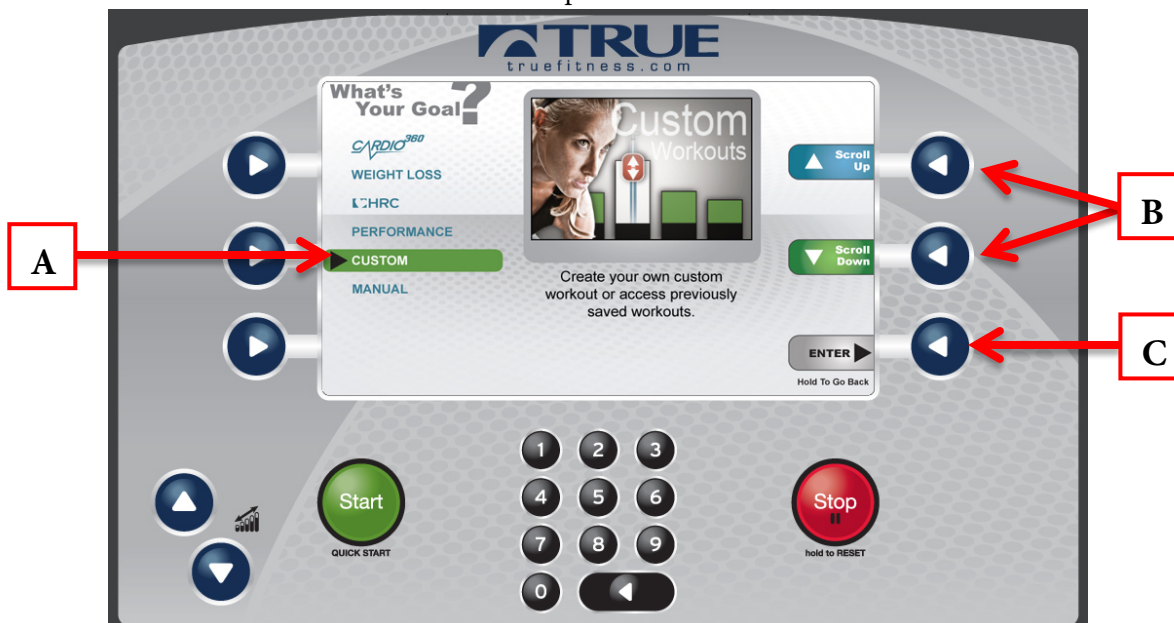 TRUE
truefitness.com
What's
Your Goal?
CARDIO360
WEIGHT LOSS
HRC
PERFORMANCE
CUSTOM
MANUAL
Custom
Workouts
Create your own custom
workout or access previously
saved workouts.
Scroll
Up
Scroll
Down
ENTER
Hold To Go Back
A
B
C
Start
QUICK START
1 2 3
4 5 6
7 8 9
0
Stop
hold to RESET